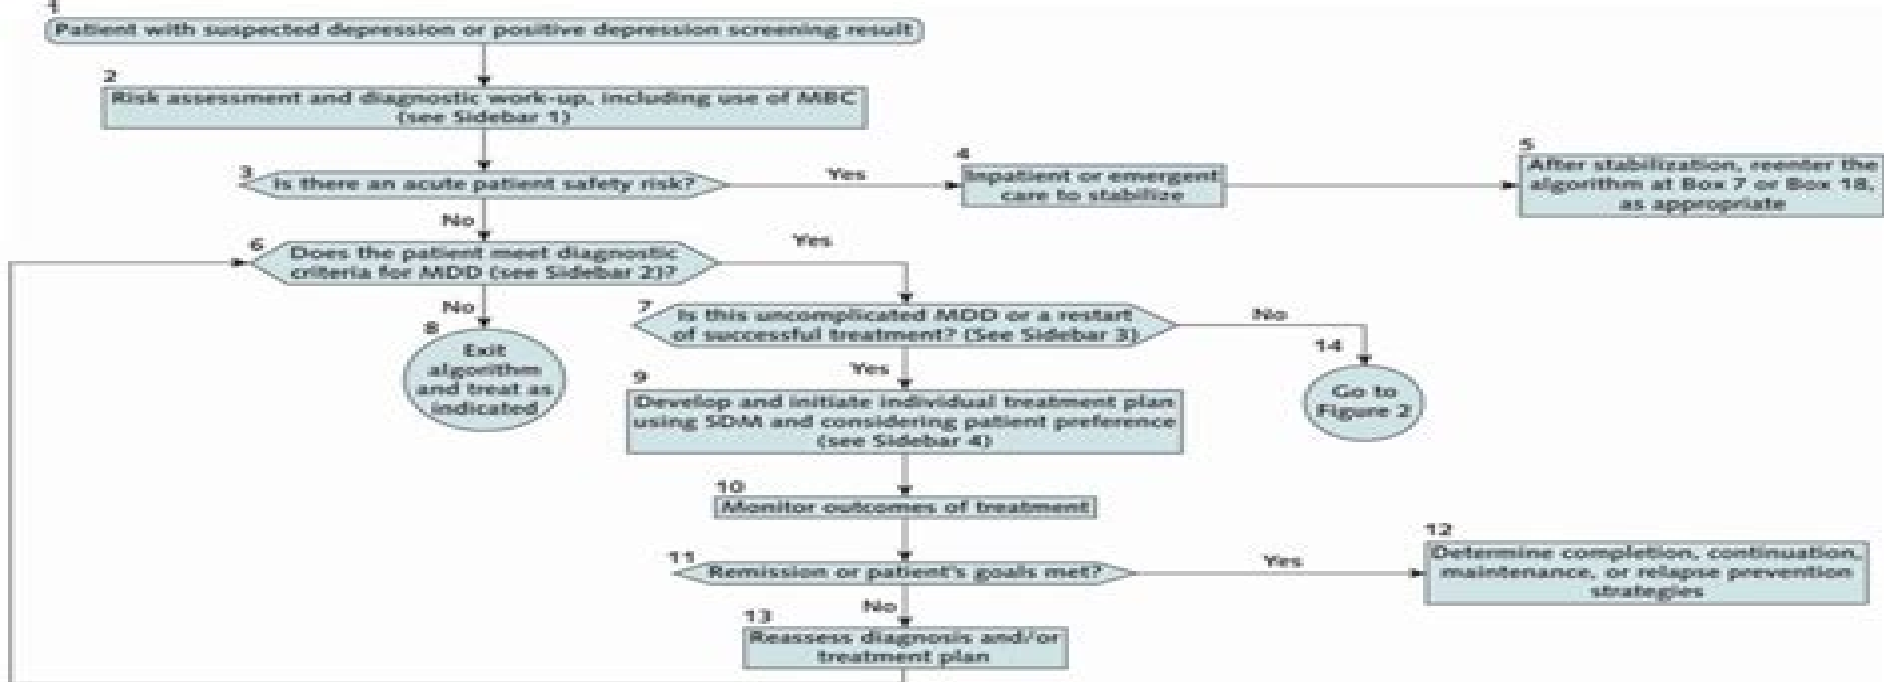 1
Patient with suspected depression or positive depression screening result
2
Risk assessment and diagnostic work-up, including use of MBC
(see Sidebar 1)
3
Is there an acute patient safety risk?
Yes
4
Inpatient or emergent
care to stabilize
5
After stabilization, reenter the
algorithm at Box 7 or Box 18,
as appropriate
No
6
Does the patient meet diagnostic
criteria for MDD (see Sidebar 2)?
Yes
No
7
Is this uncomplicated MDD or a restart
of successful treatment? (See Sidebar 3)
No
8
Exit
algorithm
and treat as
indicated
14
Go to
Figure 2
Yes
9
Develop and initiate individual treatment plan
using SDM and considering patient preference
(see Sidebar 4)
10
Monitor outcomes of treatment
11
Remission or patient's goals met?
Yes
12
Determine completion, continuation,
maintenance, or relapse prevention
strategies
No
13
Reassess diagnosis and/or
treatment plan